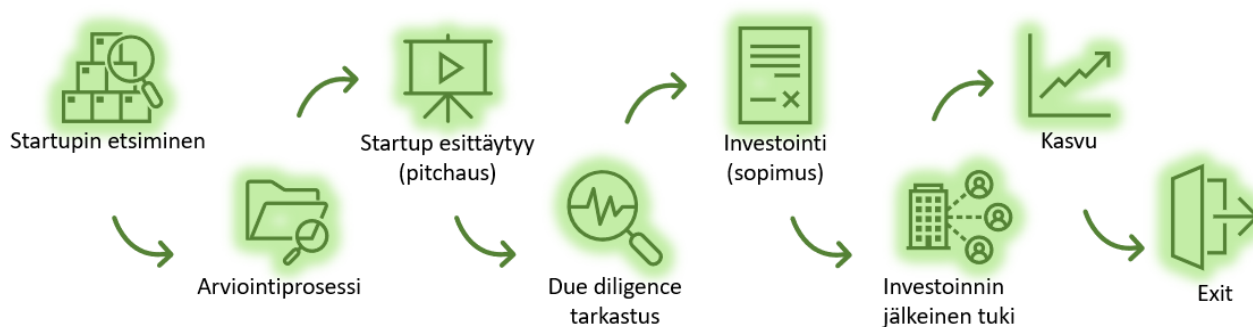 Startupin etsiminen
Arviointiprosessi
Startup esittäytyy
(pitchaus)
Due diligence
tarkastus
Investointi
(sopimus)
Investoinnin
jälkeinen tuki
Kasvu
Exit